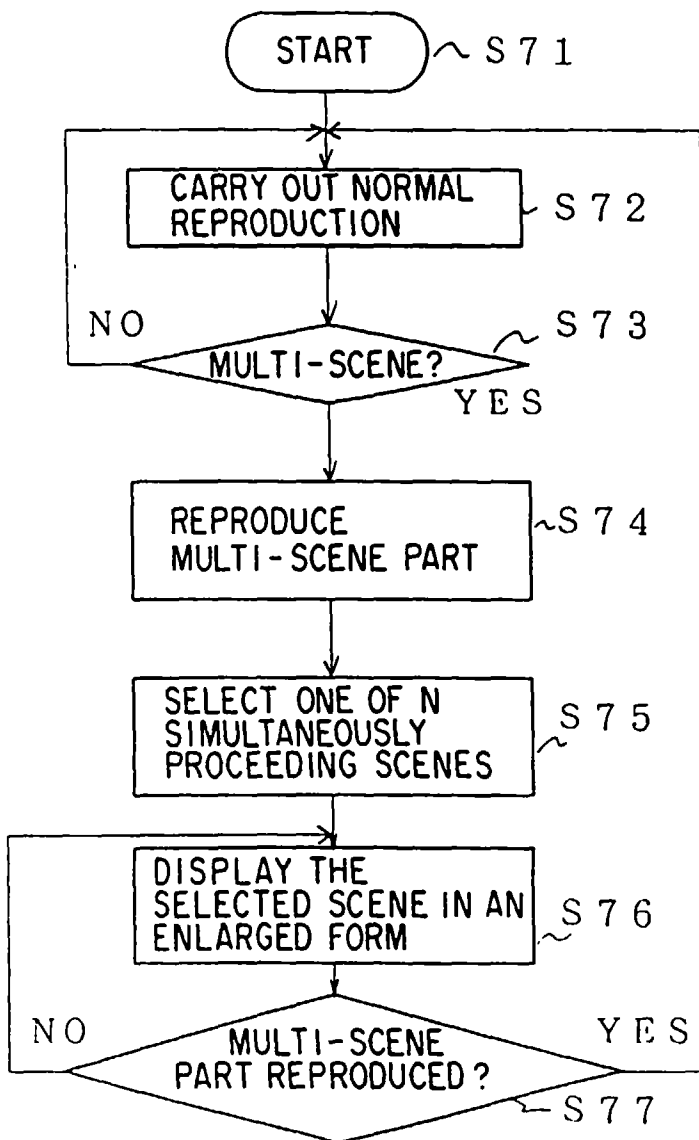 START
S71
CARRY OUT NORMAL
REPRODUCTION
S72
NO
S73
MULTI-SCENE?
YES
REPRODUCE
MULTI-SCENE PART
S74
SELECT ONE OF N
SIMULTANEOUSLY
PROCEEDING SCENES
S75
DISPLAY THE
SELECTED SCENE IN AN
ENLARGED FORM
S76
NO
YES
MULTI-SCENE
PART REPRODUCED?
S77